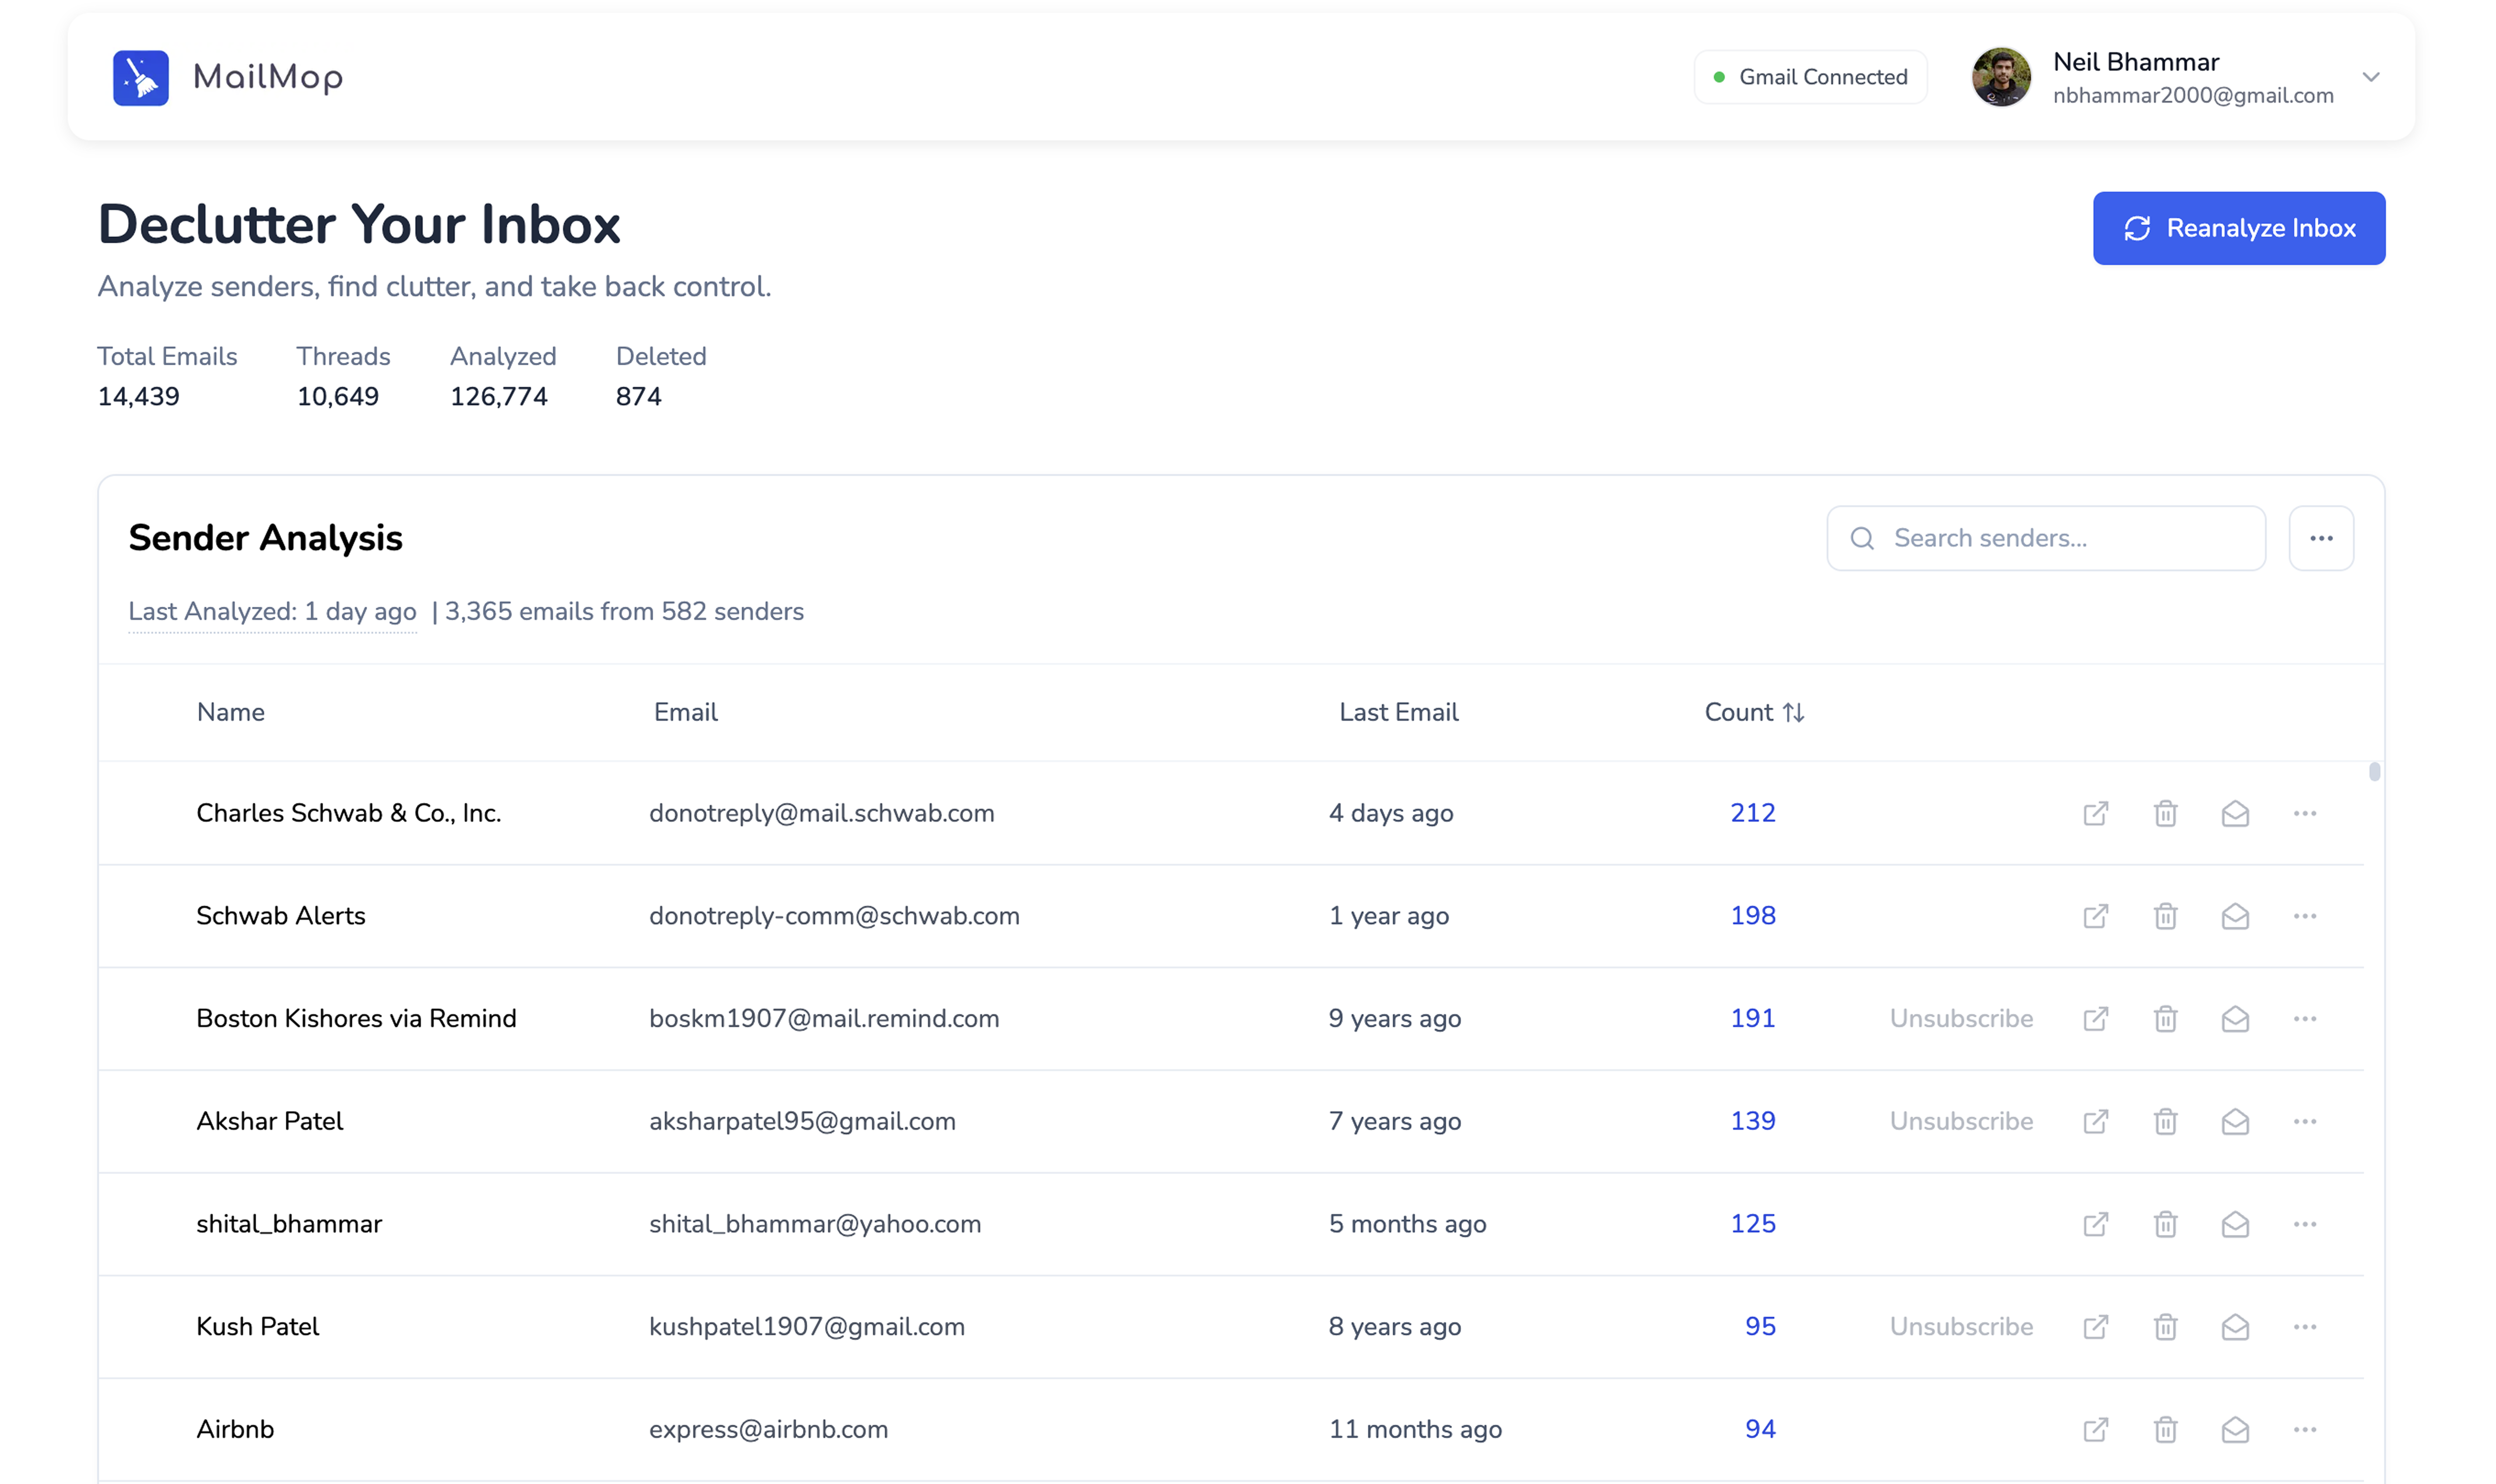 MailMop
Gmail Connected
Neil Bhammar
nbhammar2000@gmail.com
Declutter Your Inbox
Reanalyze Inbox
Analyze senders, find clutter, and take back control.
Total Emails Threads Analyzed Deleted
14,439 10,649 126,774 874
Sender Analysis
Search senders...
Last Analyzed: 1 day ago | 3,365 emails from 582 senders
Name Email Last Email Count
Charles Schwab & Co., Inc. donotreply@mail.schwab.com 4 days ago 212
Schwab Alerts donotreply-comm@schwab.com 1 year ago 198
Boston Kishores via Remind boskm1907@mail.remind.com 9 years ago 191 Unsubscribe
Akshar Patel aksharpatel95@gmail.com 7 years ago 139 Unsubscribe
shital_bhammar shital_bhammar@yahoo.com 5 months ago 125
Kush Patel kushpatel1907@gmail.com 8 years ago 95 Unsubscribe
Airbnb express@airbnb.com 11 months ago 94